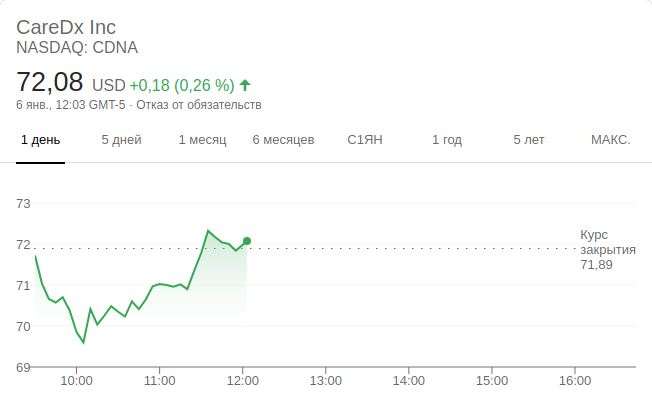 CareDx Inc
NASDAQ: CDNA
72,08 USD +0,18 (0,26 %)
6 янв., 12:03 GMT-5 · Отказ от обязательств
1 день 5 дней 1 месяц 6 месяцев С1ЯН 1 год 5 лет МАКС.
73
72
71
70
69
Курс
закрытия
71,89
10:00 11:00 12:00 13:00 14:00 15:00 16:00